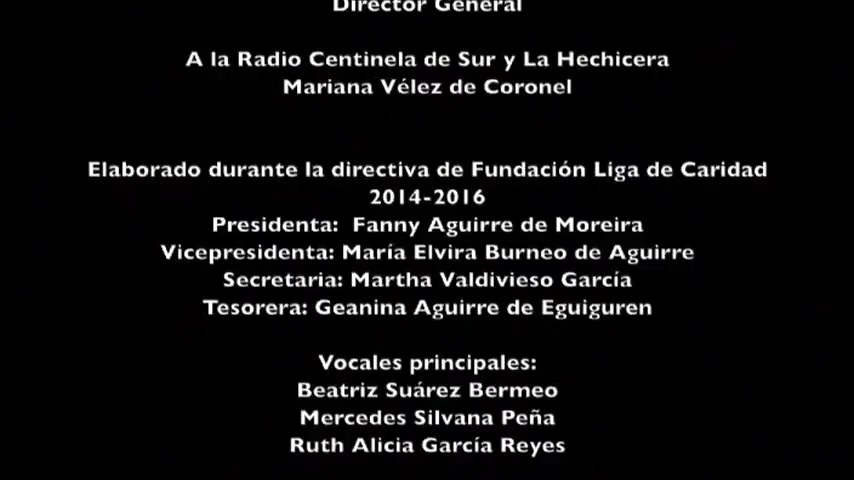 Director General
A la Radio Centinela de Sur y La Hechicera
Mariana Vélez de Coronel
Elaborado durante la directiva de Fundación Liga de Caridad
2014-2016
Presidenta: Fanny Aguirre de Moreira
Vicepresidenta: María Elvira Burneo de Aguirre
Secretaria: Martha Valdivieso García
Tesorera: Geanina Aguirre de Eguiguren
Vocales principales:
Beatriz Suárez Bermeo
Mercedes Silvana Peña
Ruth Alicia García Reyes